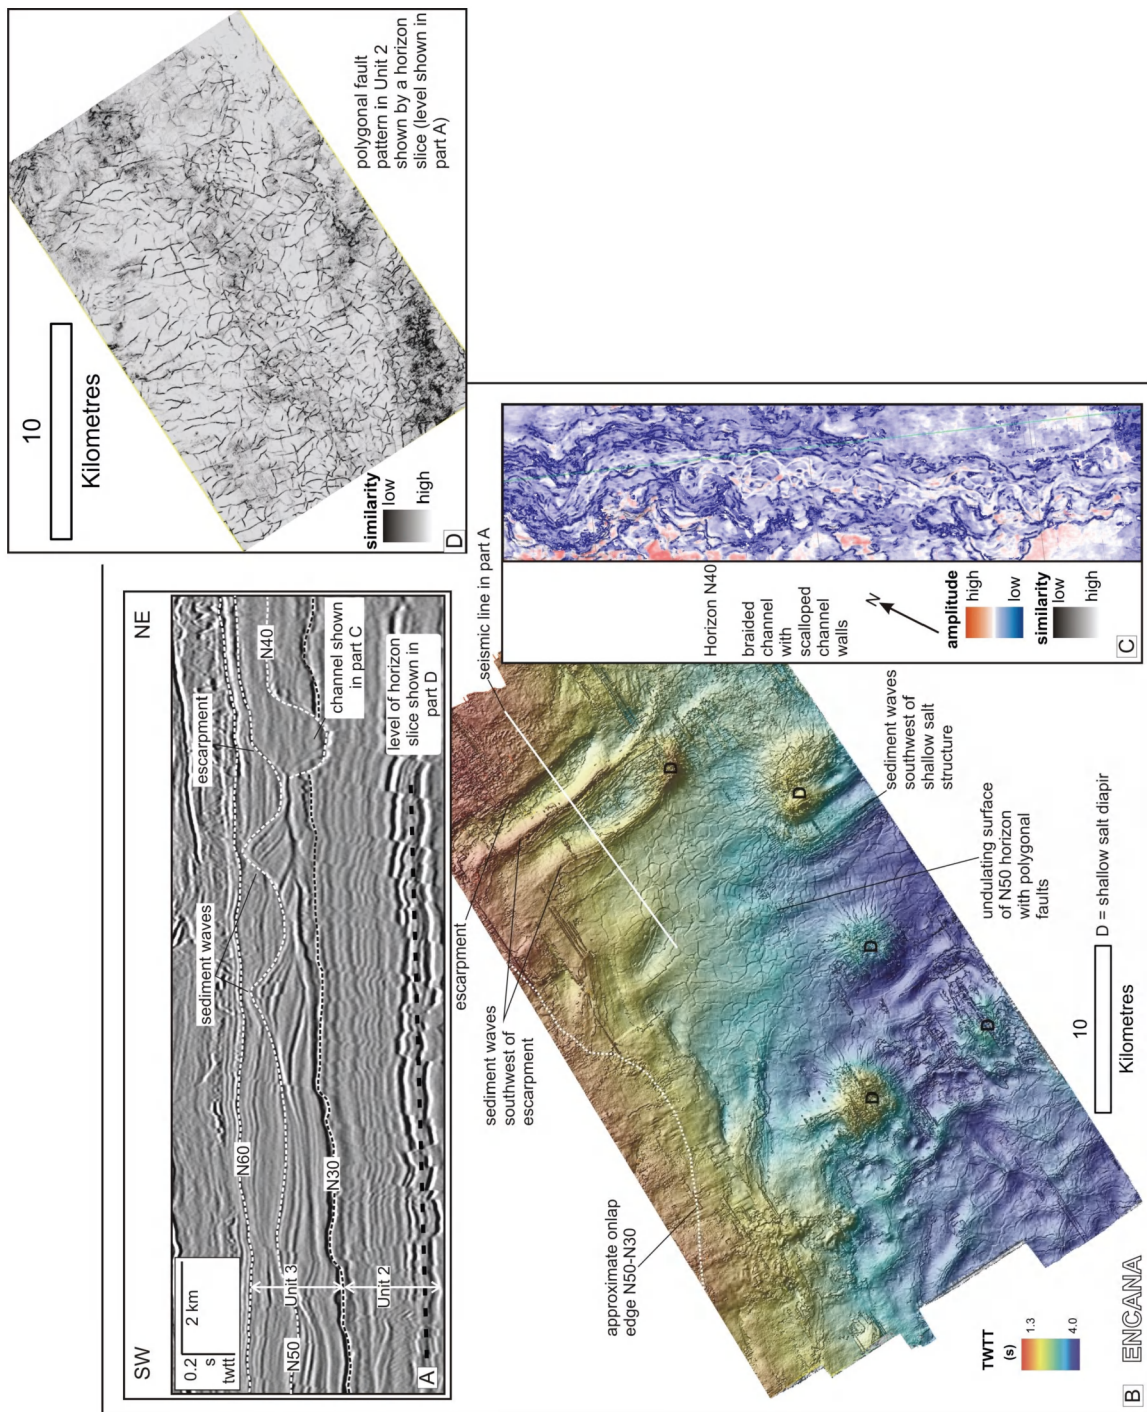 SW
NE
0.2
s
twtt
2 km
N60
N50
N40
N30
Unit 3
Unit 2
sediment waves
escarpment
channel shown
in part C
level of horizon
slice shown in
part D
A
10
Kilometres
similarity
low
high
D
polygonal fault
pattern in Unit 2
shown by a horizon
slice (level shown in
part A)
approximate onlap
edge N50-N30
sediment waves
southwest of
escarpment
escarpment
seismic line in part A
D
D
D
D
D
sediment waves
southwest of
shallow salt
structure
undulating surface
of N50 horizon
with polygonal
faults
TWTT
(s)
1.3
4.0
10
Kilometres
D = shallow salt diapir
B
ENCANA
Horizon N40
braided
channel
with
scalloped
channel
walls
N
amplitude
high
low
similarity
low
high
C